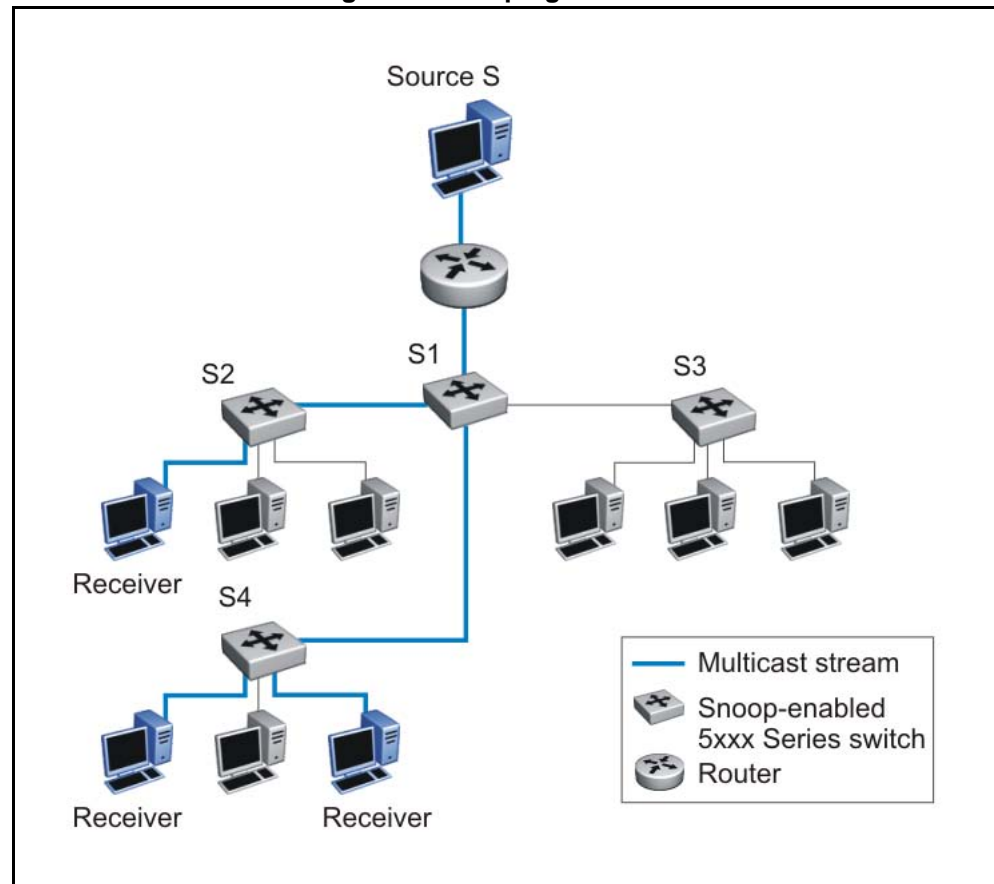 Source S
S1
S2
S3
Receiver
S4
Receiver
Receiver
Multicast stream
Snoop-enabled
5xxx Series switch
Router